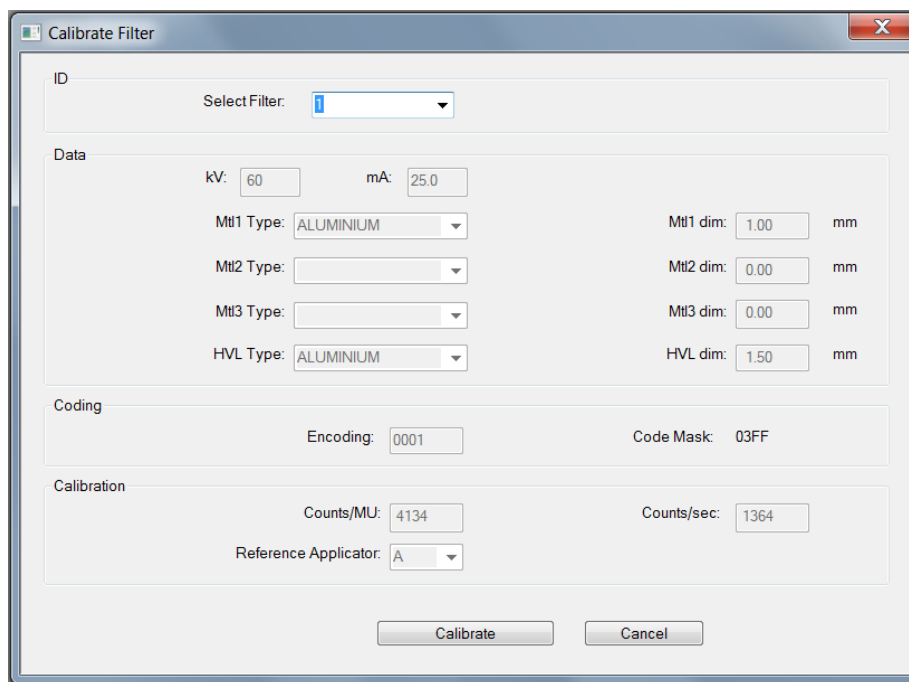 Calibrate Filter
ID
Select Filter: 1
Data
kV: 60 mA: 25.0
Mtl1 Type: ALUMINIUM Mtl1 dim: 1.00 mm
Mtl2 Type: Mtl2 dim: 0.00 mm
Mtl3 Type: Mtl3 dim: 0.00 mm
HVL Type: ALUMINIUM HVL dim: 1.50 mm
Coding
Encoding: 0001 Code Mask: 03FF
Calibration
Counts/MU: 4134 Counts/sec: 1364
Reference Applicator: A
Calibrate Cancel